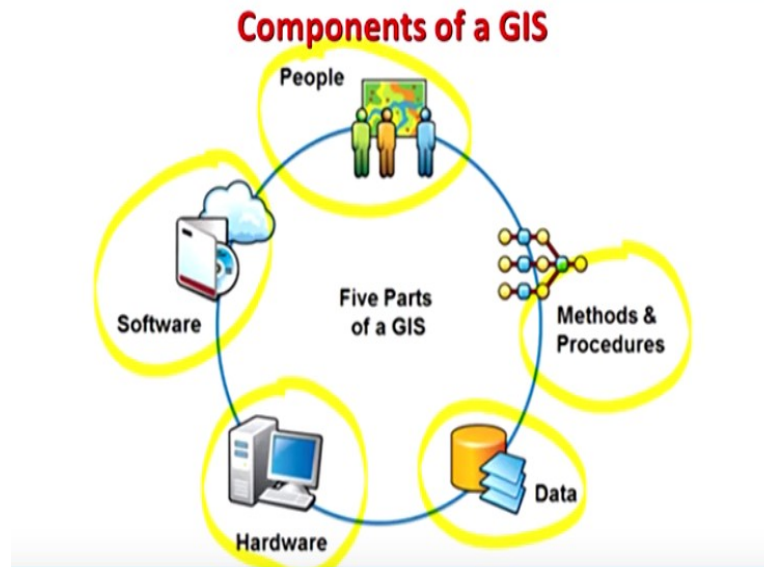 Components of a GIS
People
Software
Five Parts
of a GIS
Methods &
Procedures
Data
Hardware